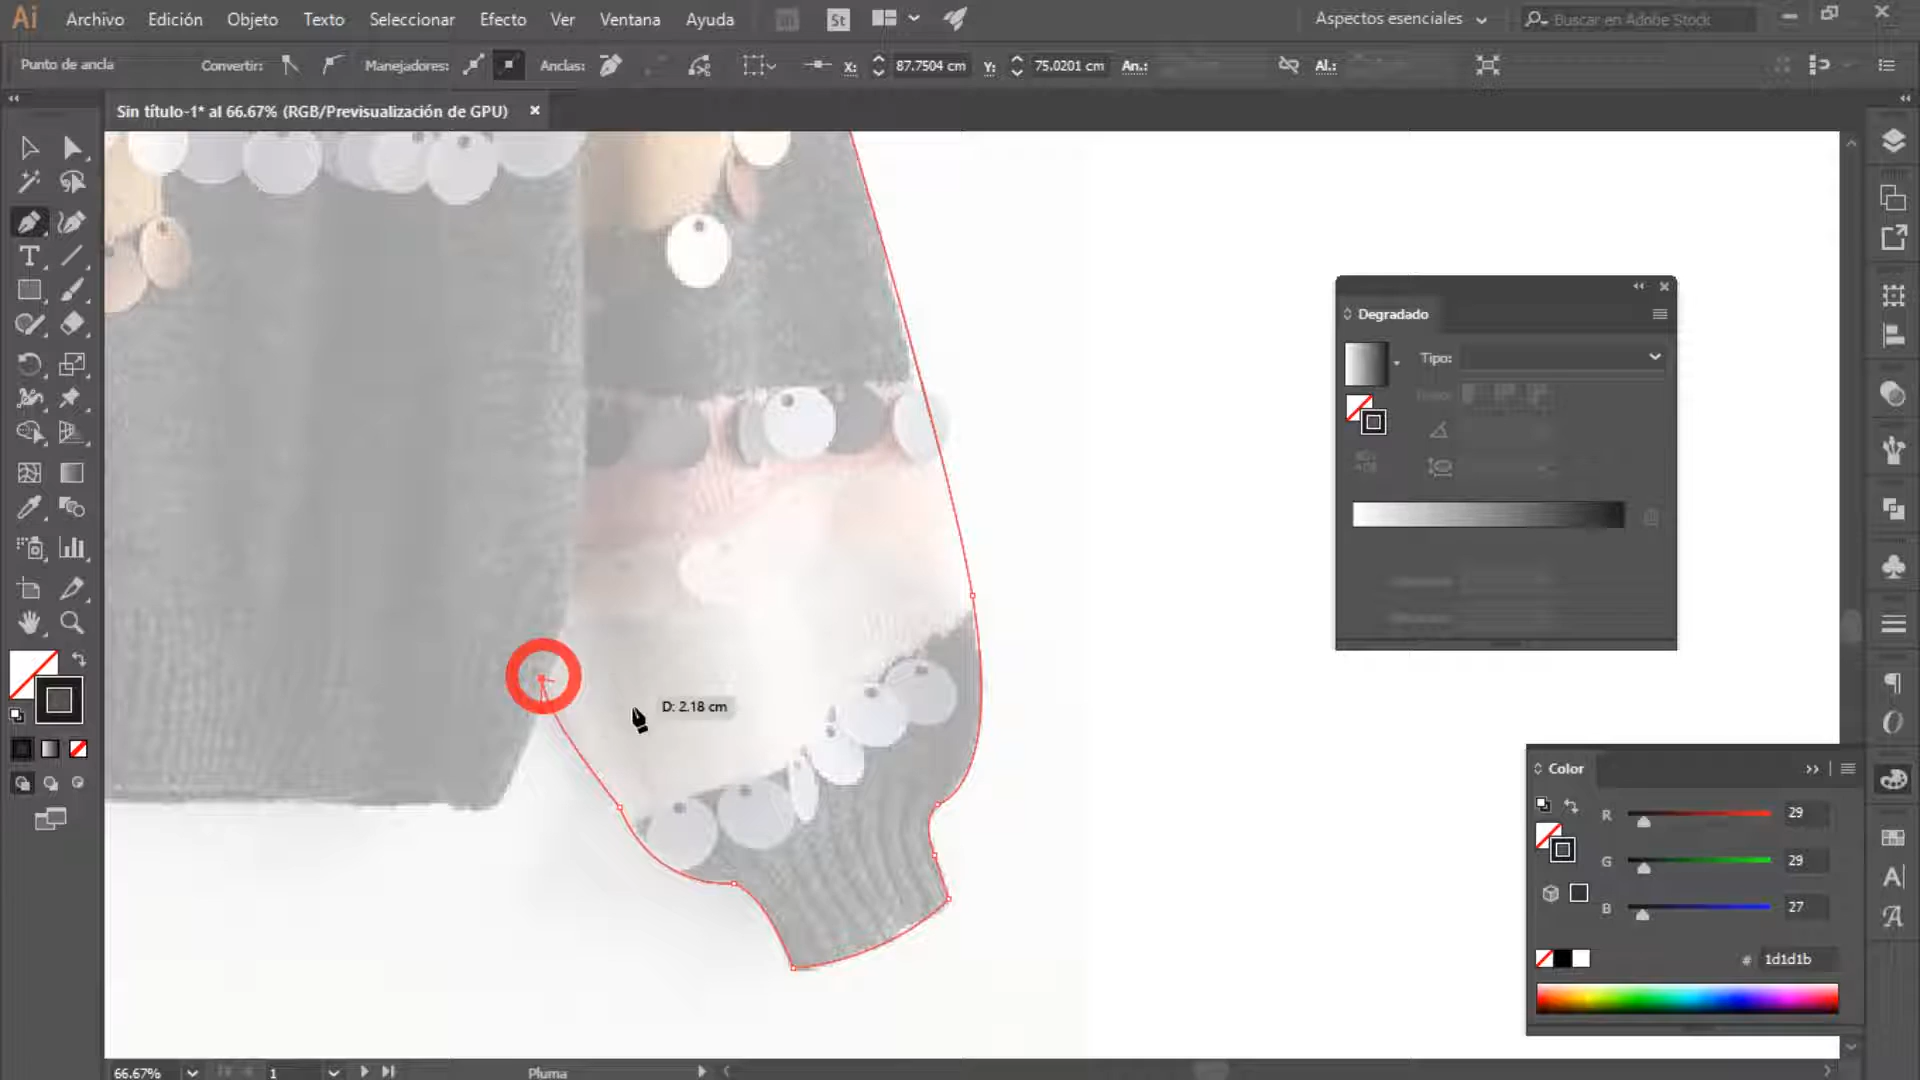 Ai Archivo Edición Objeto Texto Seleccionar Efecto Ver Ventana Ayuda St Aspectos esenciales Buscar en Adobe Stock
Punto de ancla Convertir: Manejadores: Anclas: X: 87.7504 cm Y: 75.0201 cm An.: Al.:
Sin título-1* al 66.67% (RGB/Previsualización de GPU)
Degradado
Tipo:
D: 2.18 cm
Color
R 29
G 29
B 27
# 1d1d1b
66.67% 1 Pluma